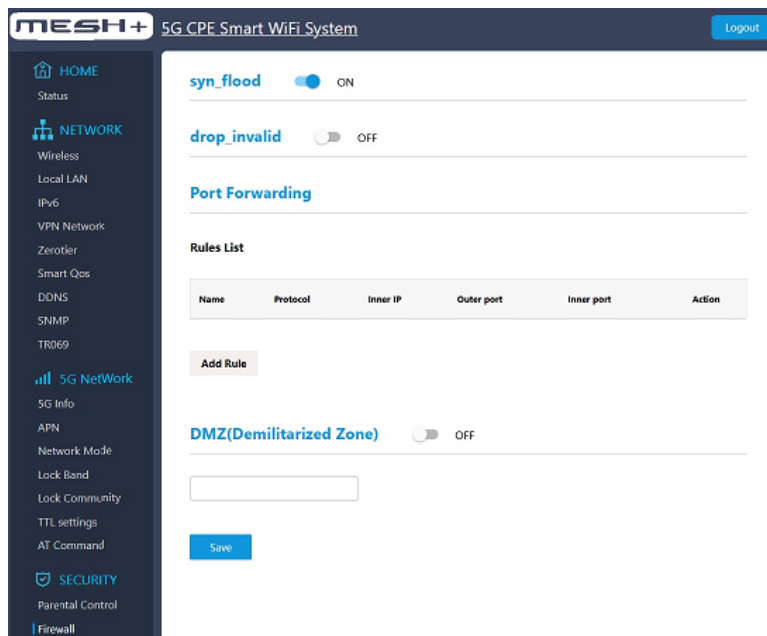 MESH+ 5G CPE Smart WiFi System
Logout
HOME
Status
NETWORK
Wireless
Local LAN
IPv6
VPN Network
Zerotier
Smart Qos
DDNS
SNMP
TR069
5G NetWork
5G Info
APN
Network Mode
Lock Band
Lock Community
TTL settings
AT Command
SECURITY
Parental Control
Firewall
syn_flood ON
drop_invalid OFF
Port Forwarding
Rules List
Name Protocol Inner IP Outer port Inner port Action
Add Rule
DMZ(Demilitarized Zone) OFF
Save